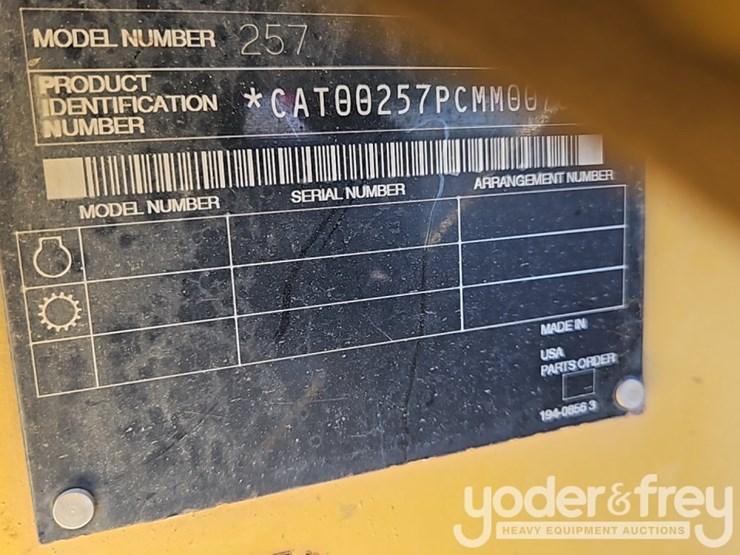 MODEL NUMBER 257
PRODUCT
IDENTIFICATION
NUMBER
*CAT00257PCMM00
MODEL NUMBER SERIAL NUMBER ARRANGEMENT NUMBER
MADE IN
USA
PARTS ORDER
194-0856 3
yoder&frey
HEAVY EQUIPMENT AUCTIONS